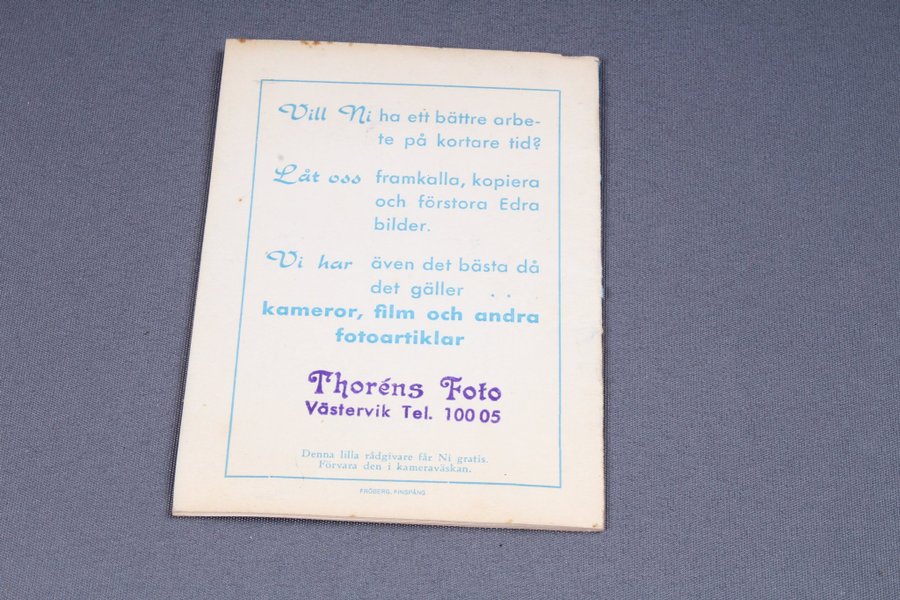 Vill Ni ha ett bättre arbe-
te på kortare tid?
Låt oss framkalla, kopiera
och förstora Edra
bilder.
Vi har även det bästa då
det gäller . .
kameror, film och andra
fotoartiklar
Thoréns Foto
Västervik Tel. 100 05
Denna lilla rådgivare får Ni gratis.
Förvara den i kameraväskan.
FRÖBERG, FINSPÅNG